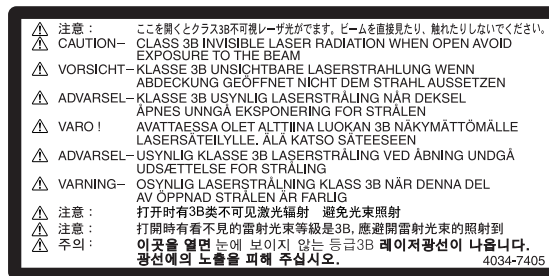 注意： ここを開くとクラス3B不可視レーザ光がでます。ビームを直接見たり、触れたりしないでください。
CAUTION– CLASS 3B INVISIBLE LASER RADIATION WHEN OPEN AVOID
EXPOSURE TO THE BEAM
VORSICHT–KLASSE 3B UNSICHTBARE LASERSTRAHLUNG WENN
ABDECKUNG GEÖFFNET NICHT DEM STRAHL AUSSETZEN
ADVARSEL–KLASSE 3B USYNLIG LASERSTRÅLING NÅR DEKSEL
ÅPNES UNNGÅ EKSPONERING FOR STRÅLEN
VARO ! AVATTAESSA OLET ALTTIINA LUOKAN 3B NÄKYMÄTTÖMÄLLE
LASERSÄTEILYLLE. ÄLÄ KATSO SÄTEESEEN
ADVARSEL–USYNLIG KLASSE 3B LASERSTRÅLING VED ÅBNING UNDGÅ
UDSÆTTELSE FOR STRÅLING
VARNING– OSYNLIG LASERSTRÅLNING KLASS 3B NÄR DENNA DEL
AV ÖPPNAD STRÅLEN ÄR FARLIG
注意： 打开时有3B类不可见激光辐射 避免光束照射
注意： 打開時有看不見的雷射光束等級是3B, 應避開雷射光束的照射到
주의 : 이곳을 열면 눈에 보이지 않는 등급3B 레이저광선이 나옵니다.
광선에의 노출을 피해 주십시오. 4034-7405